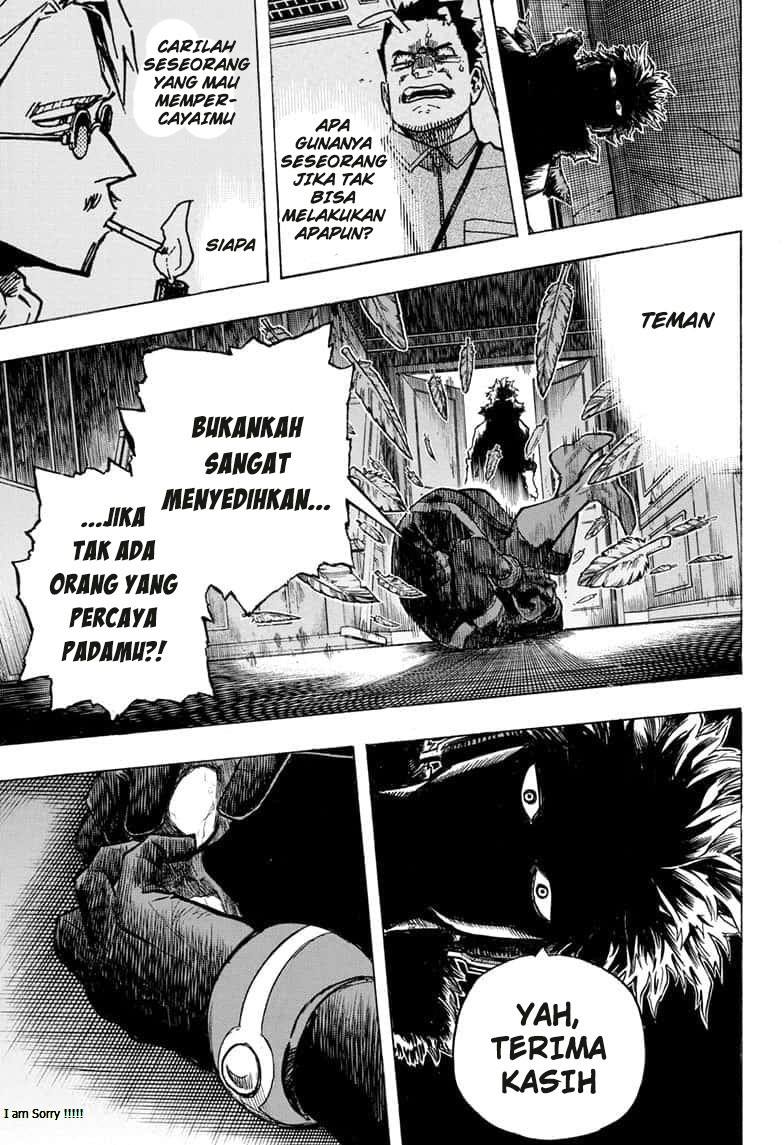 APA
GUNANYA
SESEORANG
JIKA TAK
BISA
MELAKUKAN
APAPUN?
CARILAH
SESEORANG
YANG MAU
MEMPER-
CAYAIMU
SIAPA
TEMAN
BUKANKAH
SANGAT
MENYEDIHKAN...
...JIKA
TAK ADA
ORANG YANG
PERCAYA
PADAMU?!
YAH,
TERIMA
KASIH
I am Sorry !!!!!